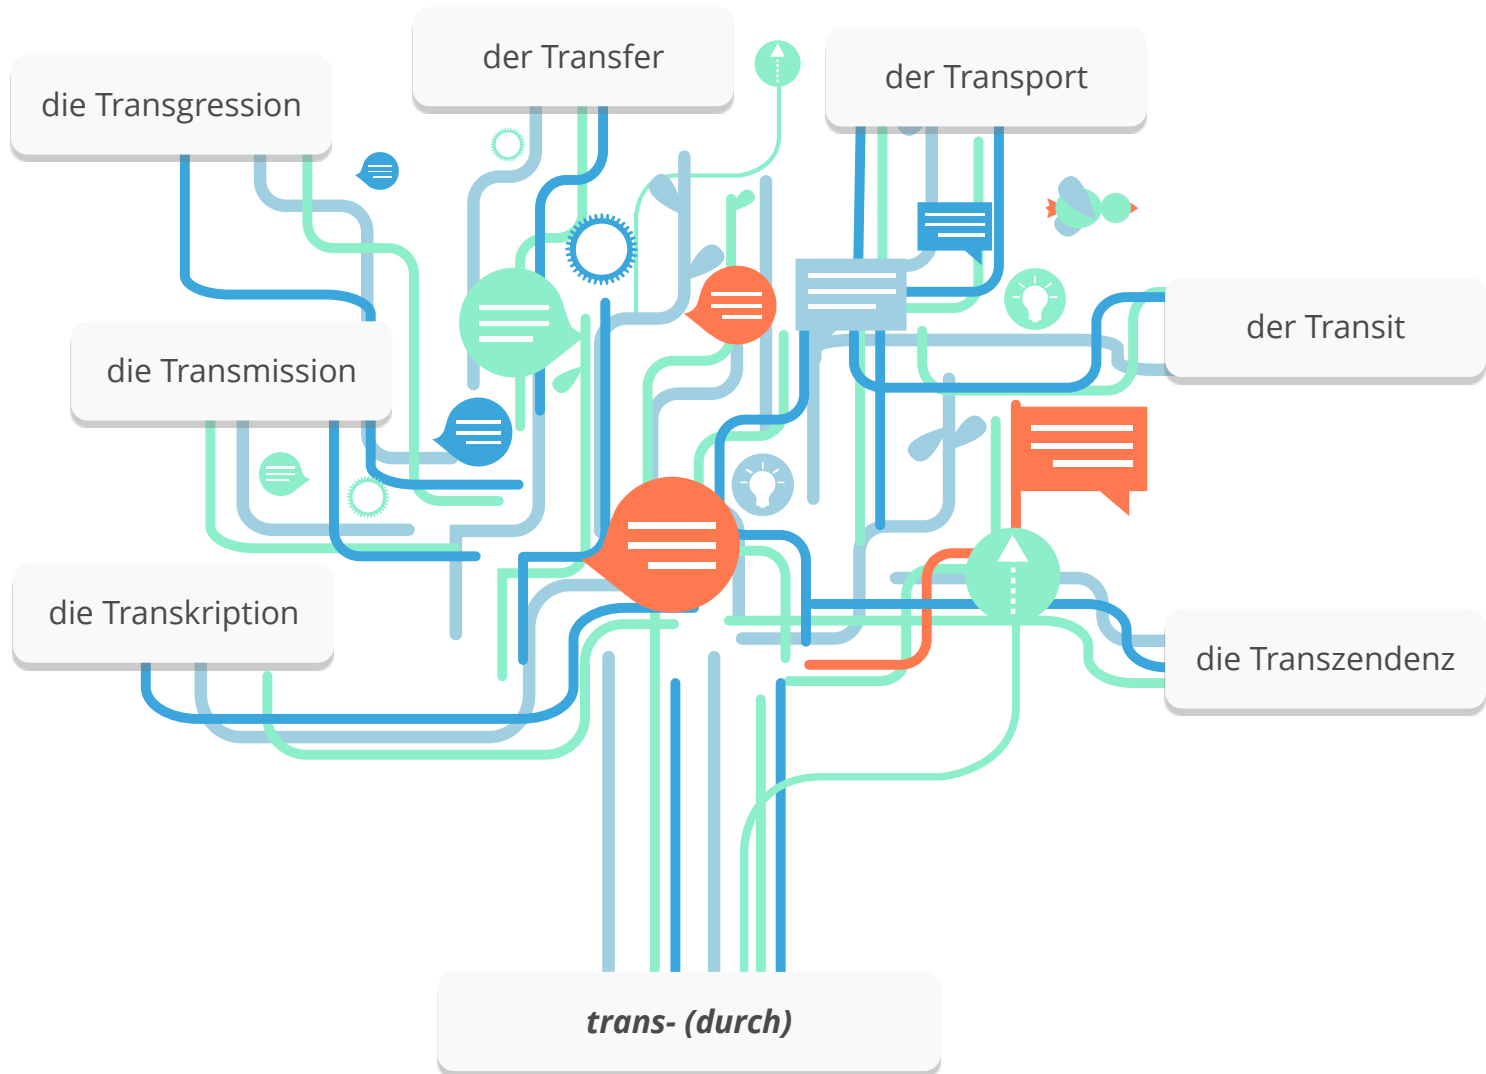 der Transfer
der Transport
die Transgression
der Transit
die Transmission
die Transkription
die Transzendenz
trans- (durch)